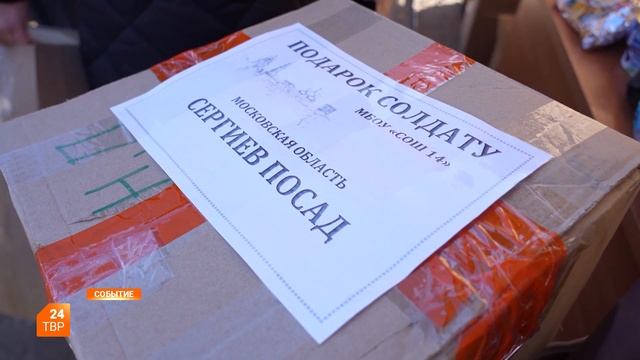 ПОДАРОК СОЛДАТУ
МБОУ «СОШ 14»
МОСКОВСКАЯ ОБЛАСТЬ
СЕРГИЕВ ПОСАД
СОБЫТИЕ
24
ТВР